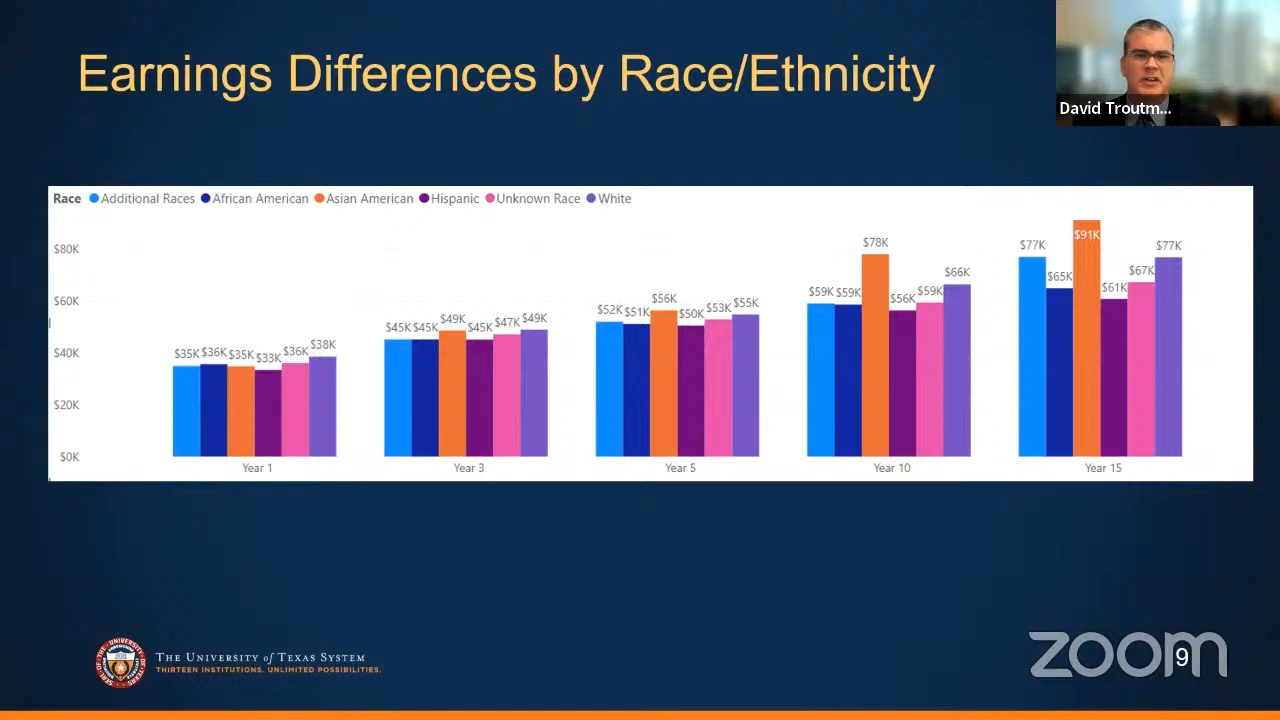 Earnings Differences by Race/Ethnicity
David Troutm...
Race Additional Races African American Asian American Hispanic Unknown Race White
$80K
$60K
$40K
$20K
$0K
$35K $36K $35K $33K $36K $38K
$45K $45K $49K $45K $47K $49K
$52K $51K $56K $50K $53K $55K
$59K $59K $78K $56K $59K $66K
$77K $65K $91K $61K $67K $77K
Year 1 Year 3 Year 5 Year 10 Year 15
THE UNIVERSITY of TEXAS SYSTEM
THIRTEEN INSTITUTIONS. UNLIMITED POSSIBILITIES.
zoom
9